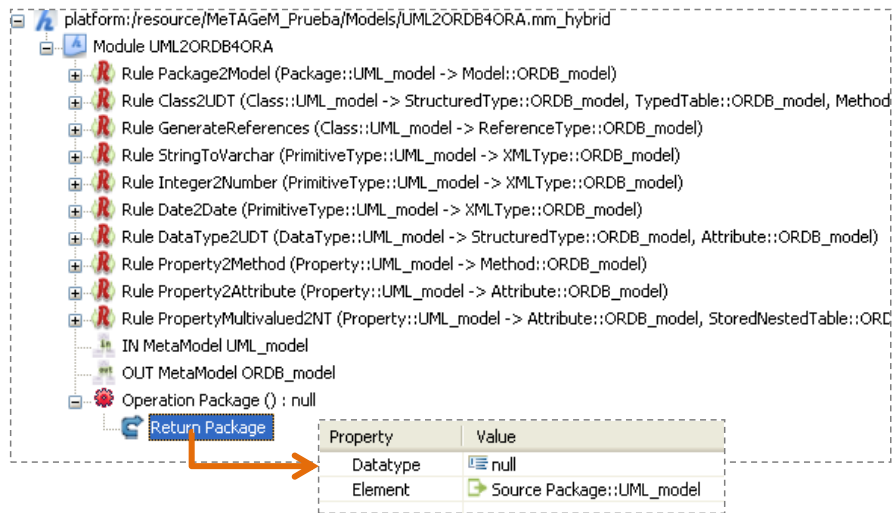 platform:/resource/MeTAGeM_Prueba/Models/UML2ORDB4ORA.mm_hybrid
Module UML2ORDB4ORA
Rule Package2Model (Package::UML_model -> Model::ORDB_model)
Rule Class2UDT (Class::UML_model -> StructuredType::ORDB_model, TypedTable::ORDB_model, Method
Rule GenerateReferences (Class::UML_model -> ReferenceType::ORDB_model)
Rule StringToVarchar (PrimitiveType::UML_model -> XMLType::ORDB_model)
Rule Integer2Number (PrimitiveType::UML_model -> XMLType::ORDB_model)
Rule Date2Date (PrimitiveType::UML_model -> XMLType::ORDB_model)
Rule DataType2UDT (DataType::UML_model -> StructuredType::ORDB_model, Attribute::ORDB_model)
Rule Property2Method (Property::UML_model -> Method::ORDB_model)
Rule Property2Attribute (Property::UML_model -> Attribute::ORDB_model)
Rule PropertyMultivalued2NT (Property::UML_model -> Attribute::ORDB_model, StoredNestedTable::ORD
IN MetaModel UML_model
OUT MetaModel ORDB_model
Operation Package () : null
Return Package
Property Value
Datatype null
Element Source Package::UML_model